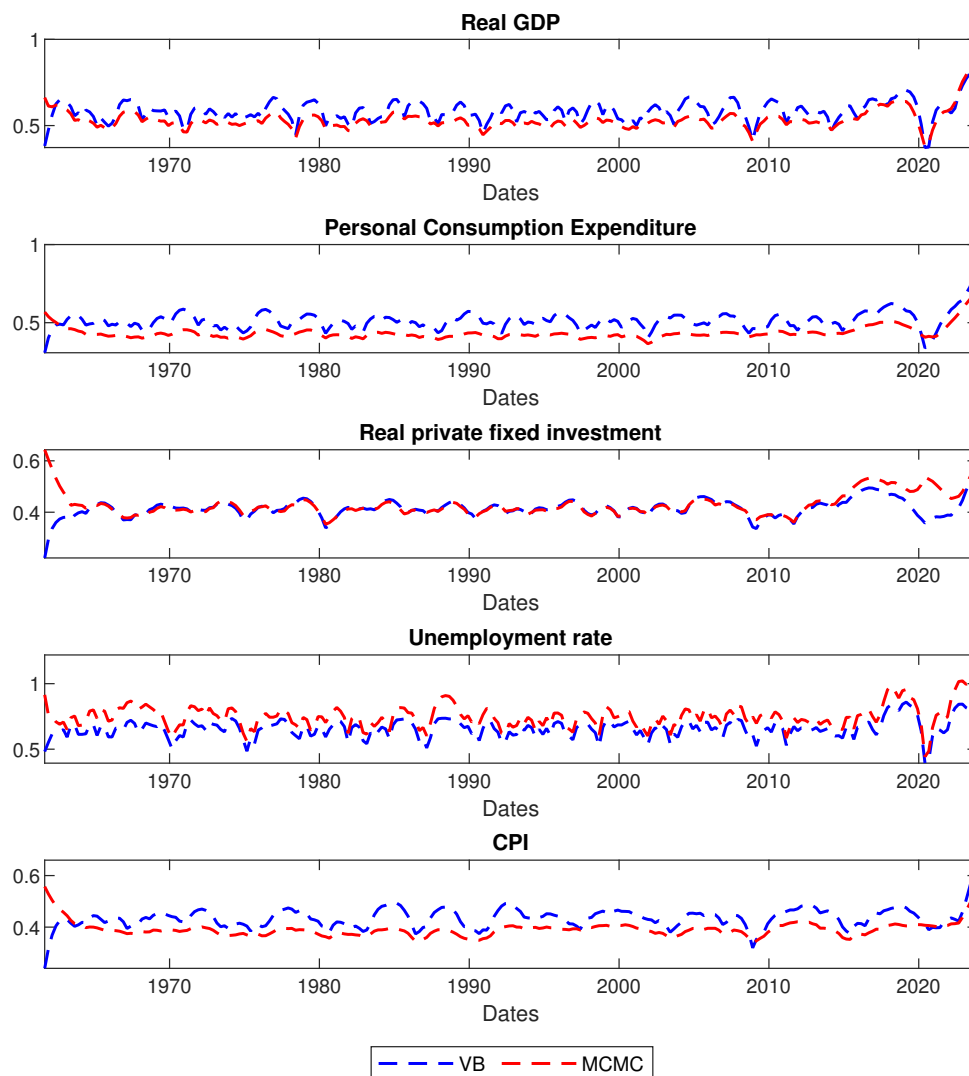 Real GDP
1
0.5
1970 1980 1990 2000 2010 2020
Dates
Personal Consumption Expenditure
1
0.5
1970 1980 1990 2000 2010 2020
Dates
Real private fixed investment
0.6
0.4
1970 1980 1990 2000 2010 2020
Dates
Unemployment rate
1
0.5
1970 1980 1990 2000 2010 2020
Dates
CPI
0.6
0.4
1970 1980 1990 2000 2010 2020
Dates
VB MCMC